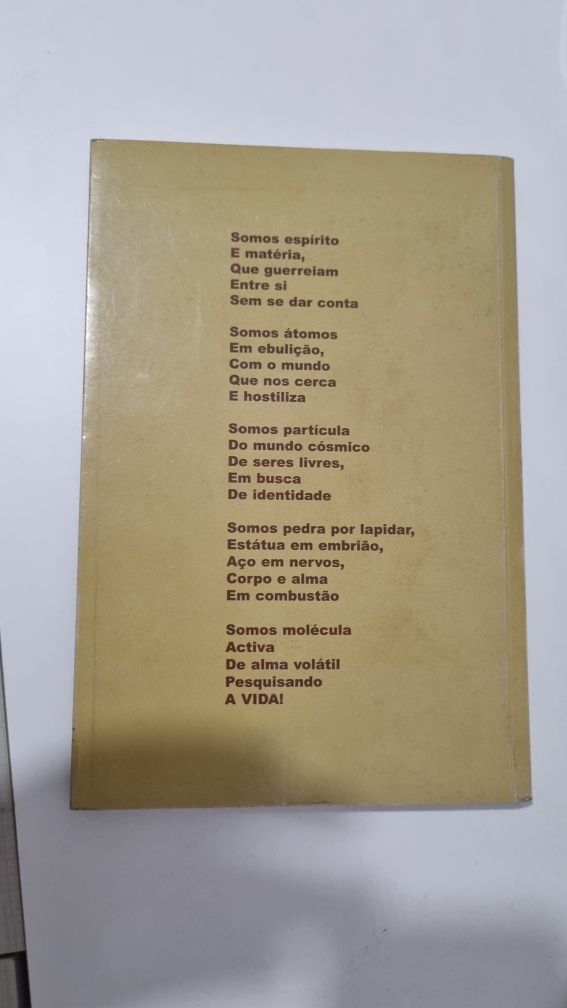 Somos espírito
E matéria,
Que guerreiam
Entre si
Sem se dar conta
Somos átomos
Em ebulição,
Com o mundo
Que nos cerca
E hostiliza
Somos partícula
Do mundo cósmico
De seres livres,
Em busca
De identidade
Somos pedra por lapidar,
Estátua em embrião,
Aço em nervos,
Corpo e alma
Em combustão
Somos molécula
Activa
De alma volátil
Pesquisando
A VIDA!